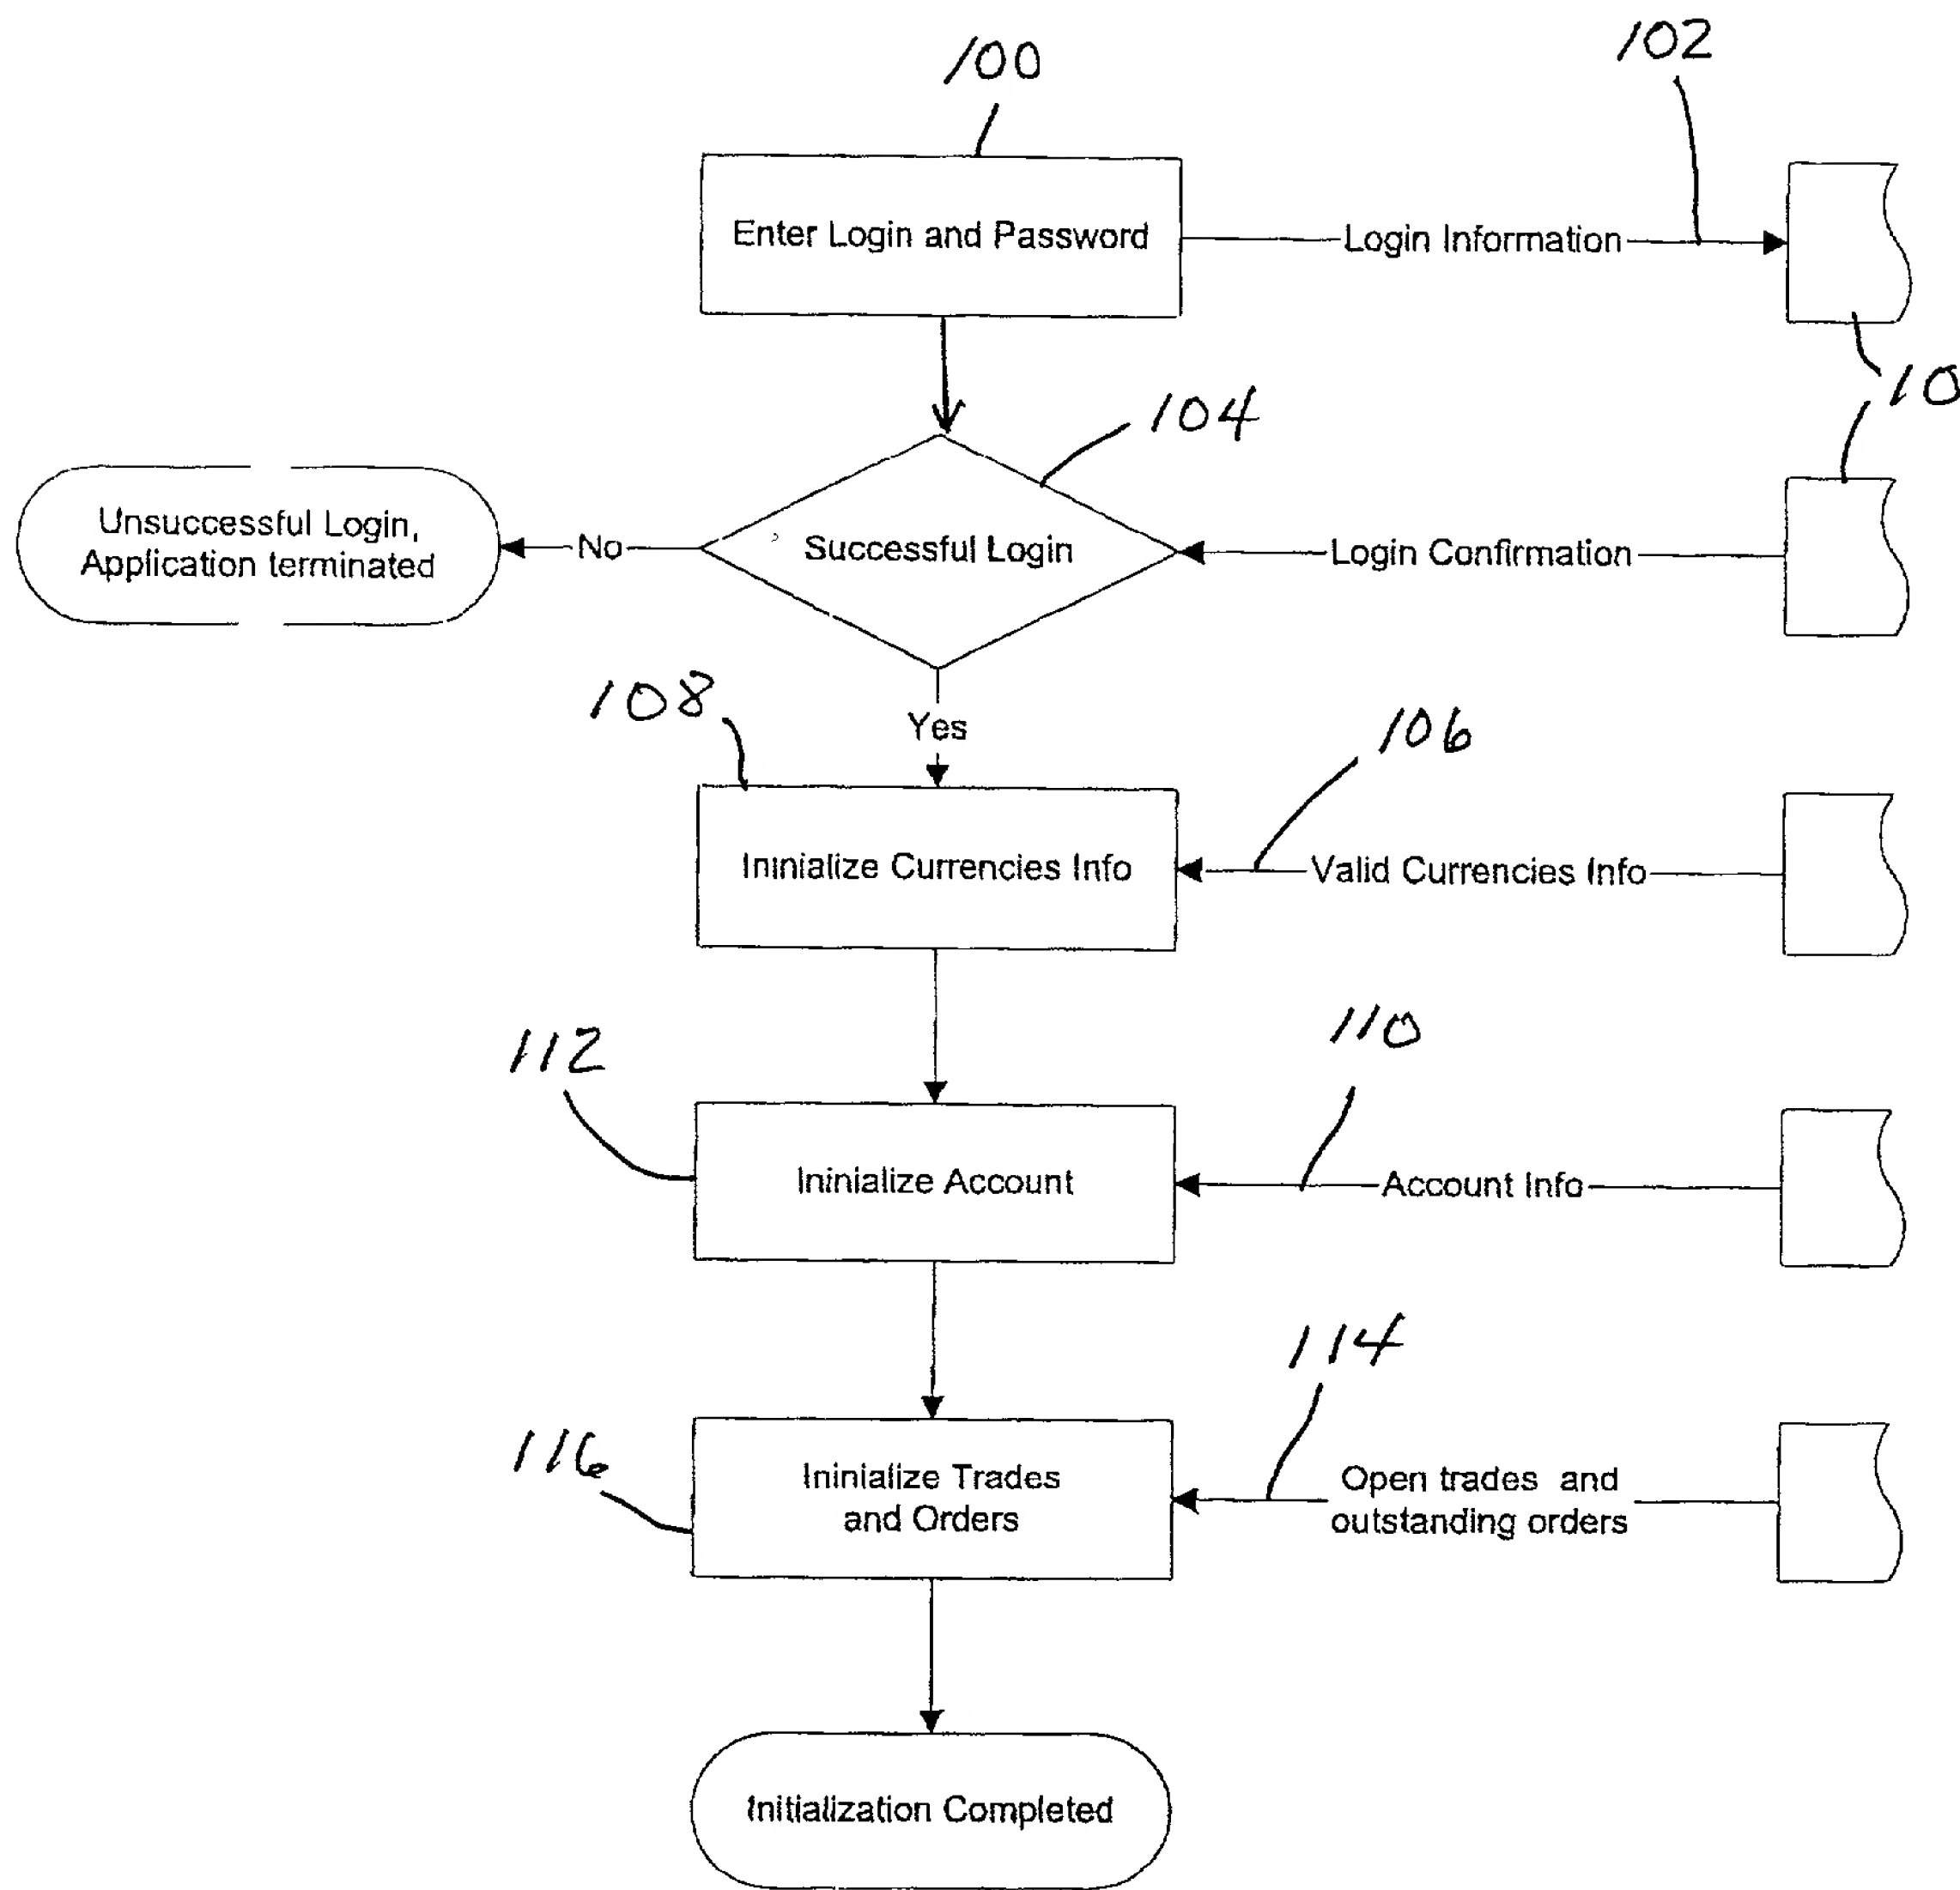 100
102
Enter Login and Password
Login Information
10
104
Unsuccessful Login,
Application terminated
No
Successful Login
Login Confirmation
108
Yes
106
Ininialize Currencies Info
Valid Currencies Info
112
110
Ininialize Account
Account Info
114
116
Ininialize Trades
and Orders
Open trades and
outstanding orders
Initialization Completed